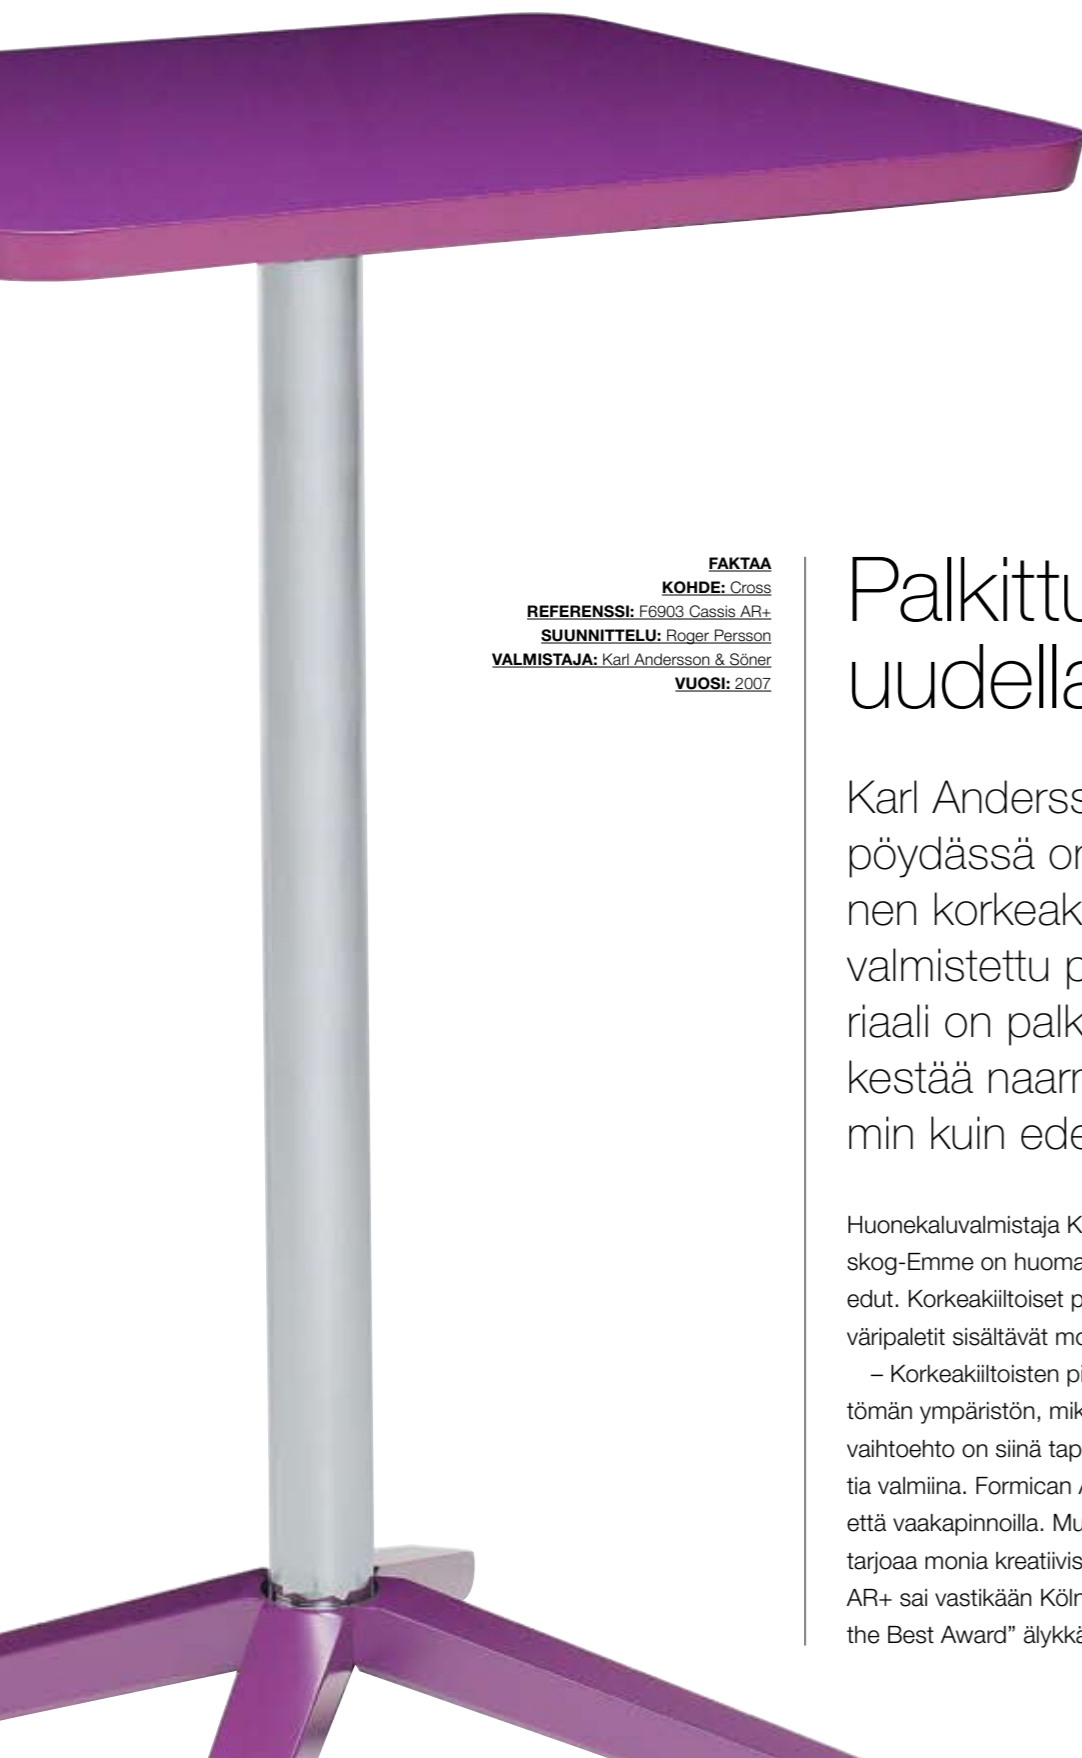 FAKTAA
KOHDE: Cross
REFERENSSI: F6903 Cassis AR+
SUUNNITTELU: Roger Persson
VALMISTAJA: Karl Andersson & Söner
VUOSI: 2007
Palkittu
uudella
Karl Anderss
pöydässä on
nen korkeak
valmistettu p
riaali on palk
kestää naarm
min kuin ede
Huonekaluvalmistaja K
skog-Emme on huoma
edut. Korkeakiiltoiset p
väripaletit sisältävät mo
– Korkeakiiltoisten pi
tömän ympäristön, mik
vaihtoehto on siinä tap
tia valmiina. Formican A
että vaakapinnoilla. Mu
tarjoaa monia kreatiivis
AR+ sai vastikään Köln
the Best Award” älykkä